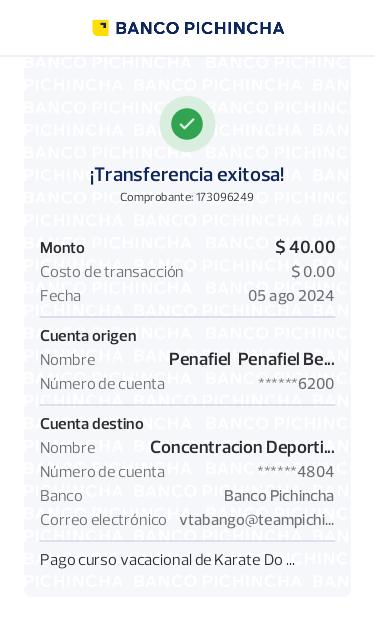 BANCO PICHINCHA
¡Transferencia exitosa!
Comprobante: 173096249
Monto $ 40.00
Costo de transacción $ 0.00
Fecha 05 ago 2024
Cuenta origen
Nombre Penafiel Penafiel Be...
Número de cuenta ******6200
Cuenta destino
Nombre Concentracion Deporti...
Número de cuenta ******4804
Banco Banco Pichincha
Correo electrónico vtabango@teampichi...
Pago curso vacacional de Karate Do ...